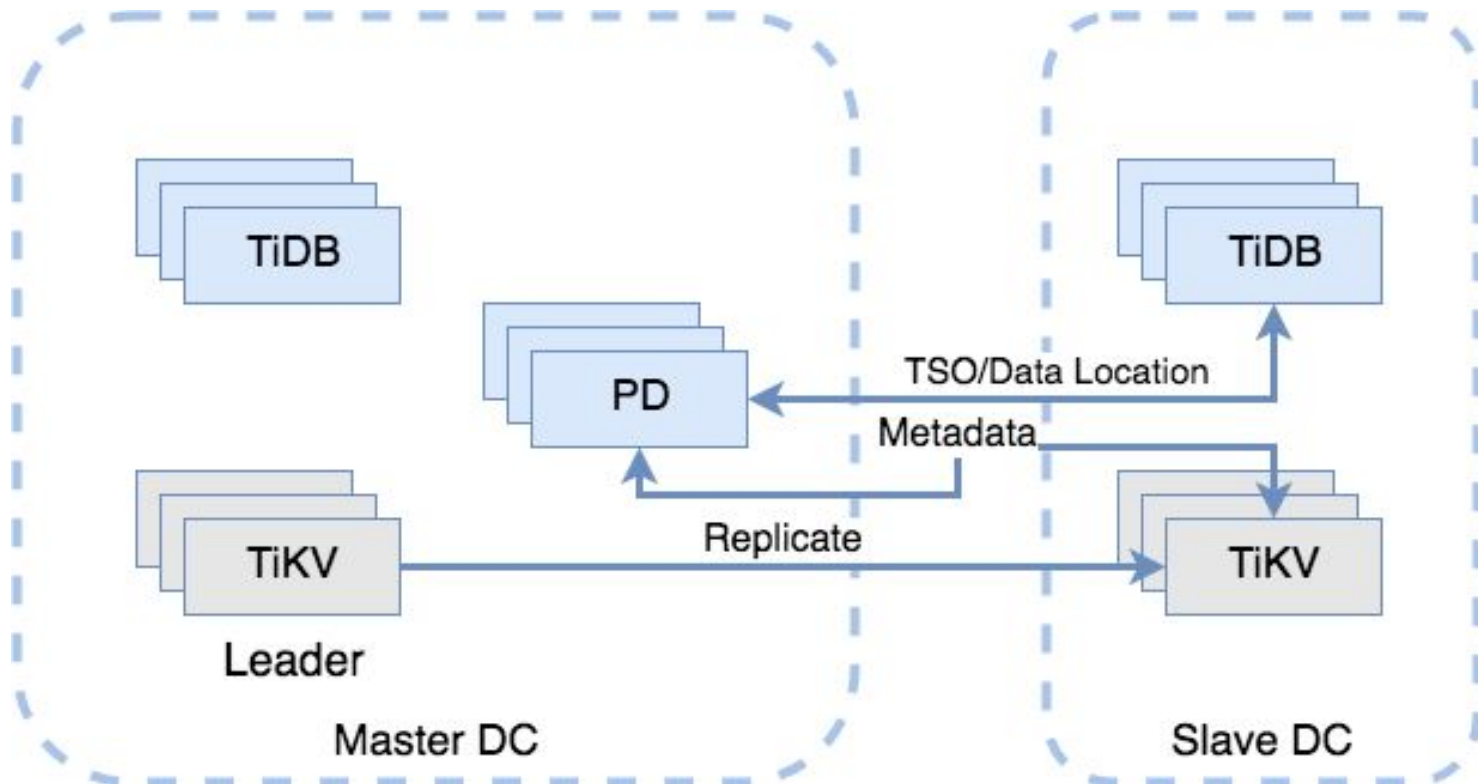 TiDB
TiDB
PD
TSO/Data Location
Metadata
Replicate
TiKV
TiKV
Leader
Master DC
Slave DC